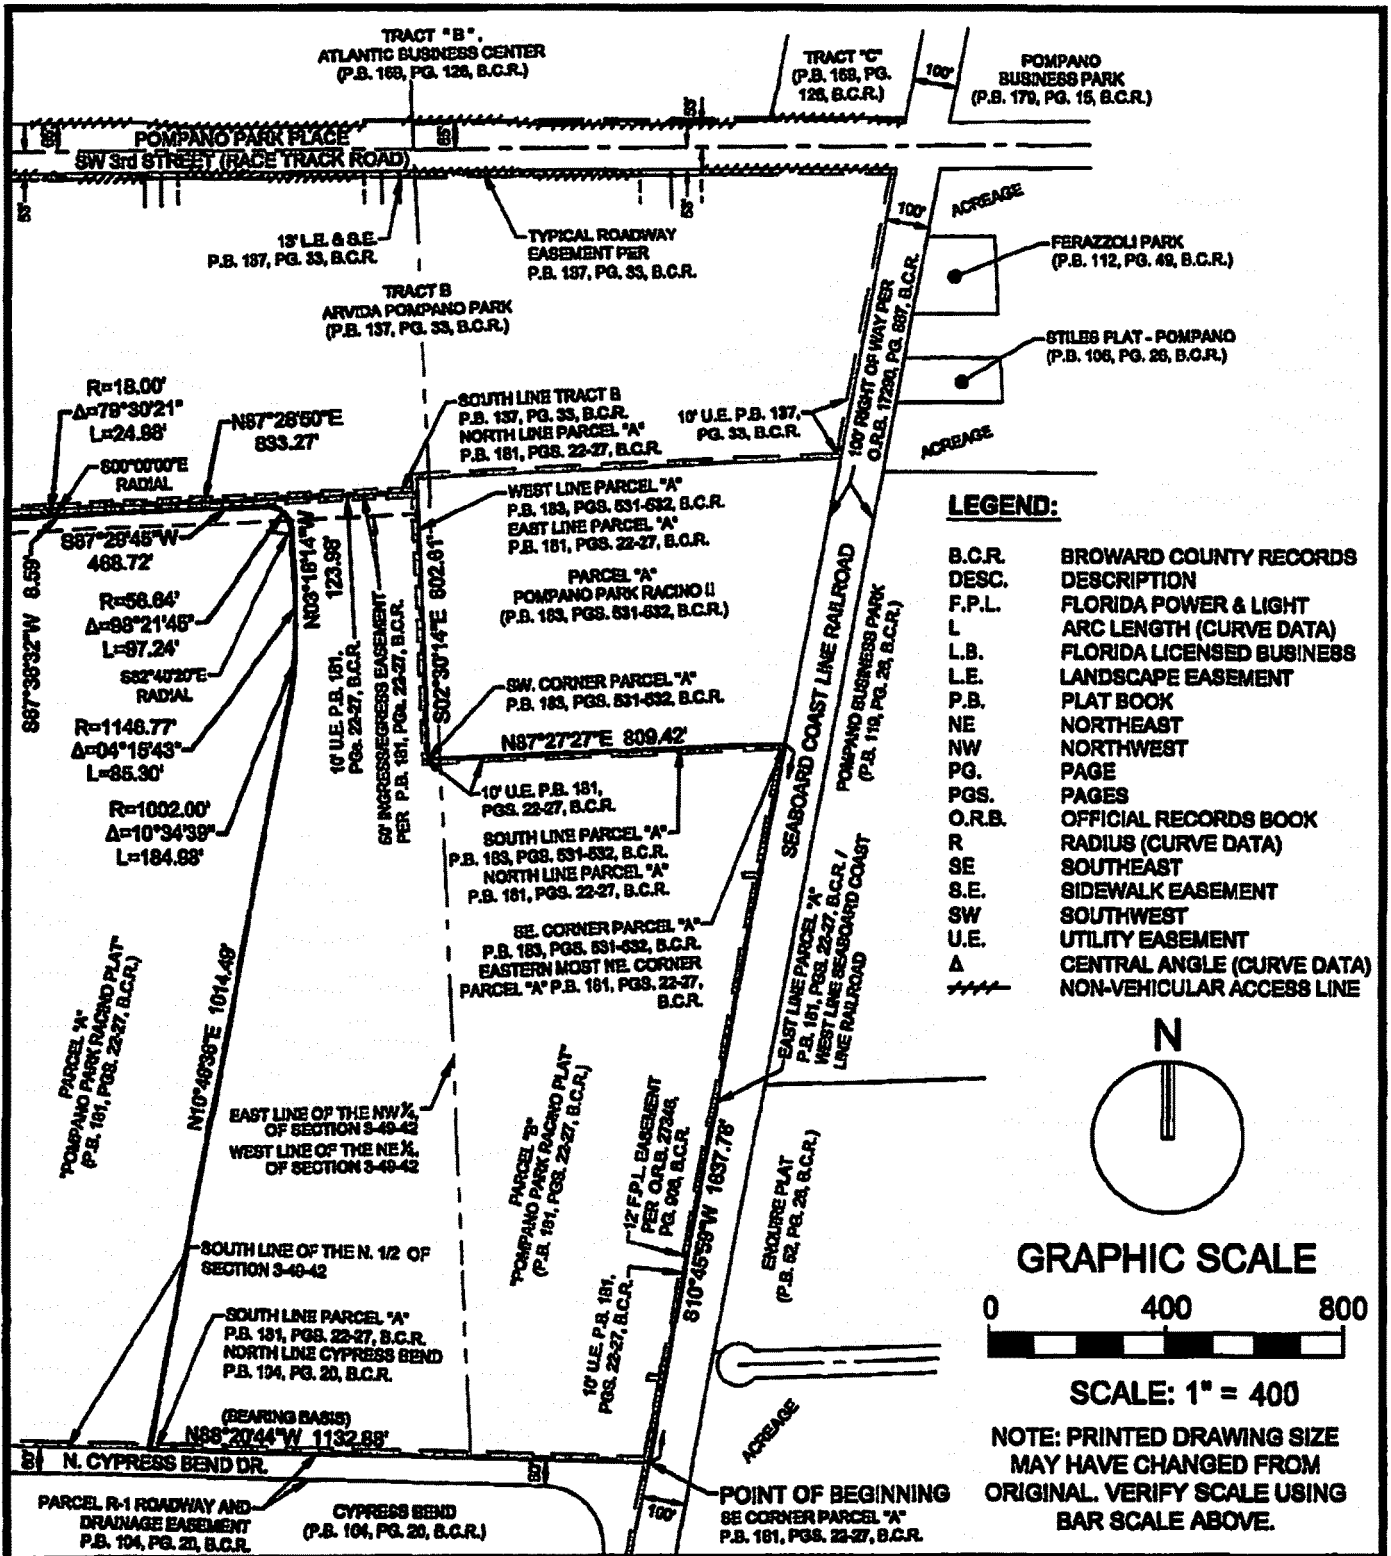 TRACT "B",
ATLANTIC BUSINESS CENTER
(P.B. 169, PG. 126, B.C.R.)
TRACT "C"
(P.B. 169, PG.
126, B.C.R.)
100'
POMPANO
BUSINESS PARK
(P.B. 179, PG. 15, B.C.R.)
53'
65'
POMPANO PARK PLACE
SW 3rd STREET (RACE TRACK ROAD)
53'
53'
100'
ACREAGE
13' L.E. & S.E.
P.B. 137, PG. 33, B.C.R.
TYPICAL ROADWAY
EASEMENT PER
P.B. 137, PG. 33, B.C.R.
FERAZZOLI PARK
(P.B. 112, PG. 49, B.C.R.)
TRACT B
ARVIDA POMPANO PARK
(P.B. 137, PG. 33, B.C.R.)
100' RIGHT OF WAY PER
O.R.B. 17290, PG. 887, B.C.R.
STILES PLAT - POMPANO
(P.B. 106, PG. 26, B.C.R.)
R=18.00'
Δ=79°30'21"
L=24.98'
N87°28'50"E
833.27'
S00°00'00"E
RADIAL
SOUTH LINE TRACT B
P.B. 137, PG. 33, B.C.R.
NORTH LINE PARCEL "A"
P.B. 181, PGS. 22-27, B.C.R.
10' U.E. P.B. 137,
PG. 33, B.C.R.
ACREAGE
WEST LINE PARCEL "A"
P.B. 183, PGS. 531-532, B.C.R.
EAST LINE PARCEL "A"
P.B. 181, PGS. 22-27, B.C.R.
S87°29'45"W
468.72'
S87°38'32"W 8.59'
R=56.64'
Δ=98°21'45"
L=97.24'
N03°18'14"W
123.98'
S82°40'20"E
RADIAL
R=1146.77'
Δ=04°15'43"
L=85.30'
R=1002.00'
Δ=10°34'39"
L=184.98'
10' U.E. P.B. 181,
PGS. 22-27, B.C.R.
60' INGRESS/EGRESS EASEMENT
PER P.B. 181, PGS. 22-27, B.C.R.
S02°30'14"E 802.61'
PARCEL "A"
POMPANO PARK RACINO II
(P.B. 183, PGS. 531-532, B.C.R.)
SW. CORNER PARCEL "A"
P.B. 183, PGS. 531-532, B.C.R.
N87°27'27"E 809.42'
10' U.E. P.B. 181,
PGS. 22-27, B.C.R.
SOUTH LINE PARCEL "A"
P.B. 183, PGS. 531-532, B.C.R.
NORTH LINE PARCEL "A"
P.B. 181, PGS. 22-27, B.C.R.
SE. CORNER PARCEL "A"
P.B. 183, PGS. 531-532, B.C.R.
EASTERN MOST NE. CORNER
PARCEL "A" P.B. 181, PGS. 22-27,
B.C.R.
SEABOARD COAST LINE RAILROAD
POMPANO BUSINESS PARK
(P.B. 119, PG. 26, B.C.R.)
EAST LINE PARCEL "A"
P.B. 181, PGS. 22-27, B.C.R. /
WEST LINE SEABOARD COAST
LINE RAILROAD
LEGEND:
B.C.R. BROWARD COUNTY RECORDS
DESC. DESCRIPTION
F.P.L. FLORIDA POWER & LIGHT
L ARC LENGTH (CURVE DATA)
L.B. FLORIDA LICENSED BUSINESS
L.E. LANDSCAPE EASEMENT
P.B. PLAT BOOK
NE NORTHEAST
NW NORTHWEST
PG. PAGE
PGS. PAGES
O.R.B. OFFICIAL RECORDS BOOK
R RADIUS (CURVE DATA)
SE SOUTHEAST
S.E. SIDEWALK EASEMENT
SW SOUTHWEST
U.E. UTILITY EASEMENT
Δ CENTRAL ANGLE (CURVE DATA)
NON-VEHICULAR ACCESS LINE
PARCEL "A"
"POMPANO PARK RACINO PLAT"
(P.B. 181, PGS. 22-27, B.C.R.)
N10°46'36"E 1014.49'
EAST LINE OF THE NW ¼,
OF SECTION 3-49-42
WEST LINE OF THE NE ¼,
OF SECTION 3-49-42
PARCEL "B"
"POMPANO PARK RACINO PLAT"
(P.B. 181, PGS. 22-27, B.C.R.)
12' F.P.L. EASEMENT
PER O.R.B. 27346,
PG. 908, B.C.R.
S10°45'59"W 1637.76'
10' U.E. P.B. 181,
PGS. 22-27, B.C.R.
ENQUIRE PLAT
(P.B. 62, PG. 26, B.C.R.)
N
GRAPHIC SCALE
0 400 800
SCALE: 1" = 400
NOTE: PRINTED DRAWING SIZE
MAY HAVE CHANGED FROM
ORIGINAL. VERIFY SCALE USING
BAR SCALE ABOVE.
SOUTH LINE OF THE N. 1/2 OF
SECTION 3-49-42
SOUTH LINE PARCEL "A"
P.B. 181, PGS. 22-27, B.C.R.
NORTH LINE CYPRESS BEND
P.B. 104, PG. 20, B.C.R.
(BEARING BASIS)
N88°20'44"W 1132.88'
ACREAGE
60'
N. CYPRESS BEND DR.
60'
PARCEL R-1 ROADWAY AND
DRAINAGE EASEMENT
P.B. 104, PG. 20, B.C.R.
CYPRESS BEND
(P.B. 104, PG. 20, B.C.R.)
100'
POINT OF BEGINNING
SE CORNER PARCEL "A"
P.B. 181, PGS. 22-27, B.C.R.